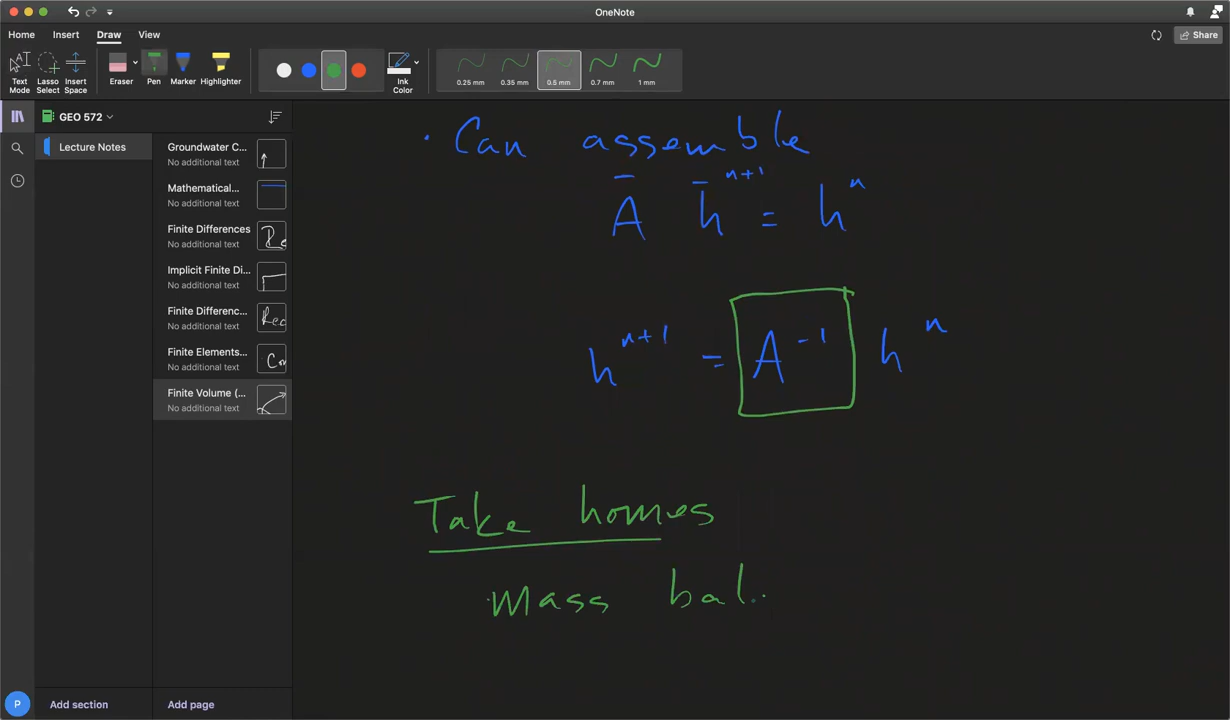 OneNote
Home Insert Draw View
Share
Text Mode
Lasso Select
Insert Space
Eraser
Pen
Marker
Highlighter
Ink Color
0.25 mm
0.35 mm
0.5 mm
0.7 mm
1 mm
GEO 572
Lecture Notes
Groundwater C...
No additional text
Mathematical...
No additional text
Finite Differences
No additional text
Implicit Finite Di...
No additional text
Finite Differenc...
No additional text
Finite Elements...
No additional text
Finite Volume (...
No additional text
P
Add section
Add page
· Can assemble
A̅ h̅ⁿ⁺¹ = hⁿ
hⁿ⁺¹ = A⁻¹ hⁿ
Take homes
· Mass bal